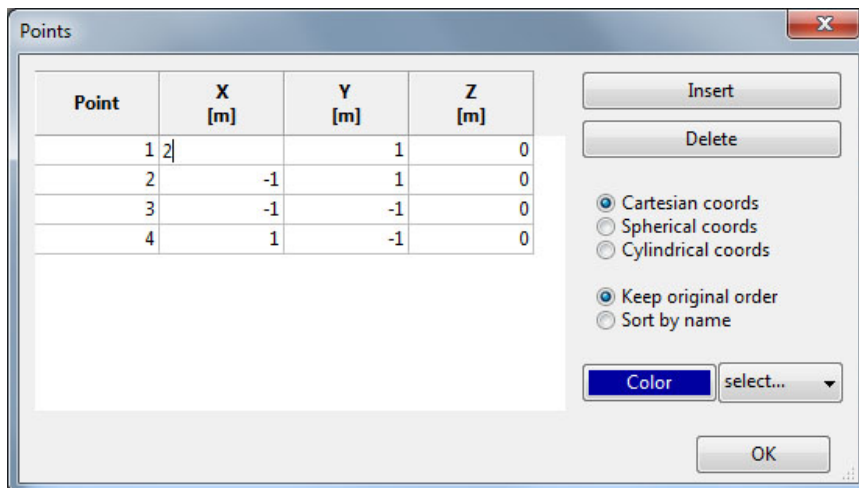 Points
Point X Y Z
[m] [m] [m]
1 2 1 0
2 -1 1 0
3 -1 -1 0
4 1 -1 0
Insert
Delete
Cartesian coords
Spherical coords
Cylindrical coords
Keep original order
Sort by name
Color select...
OK